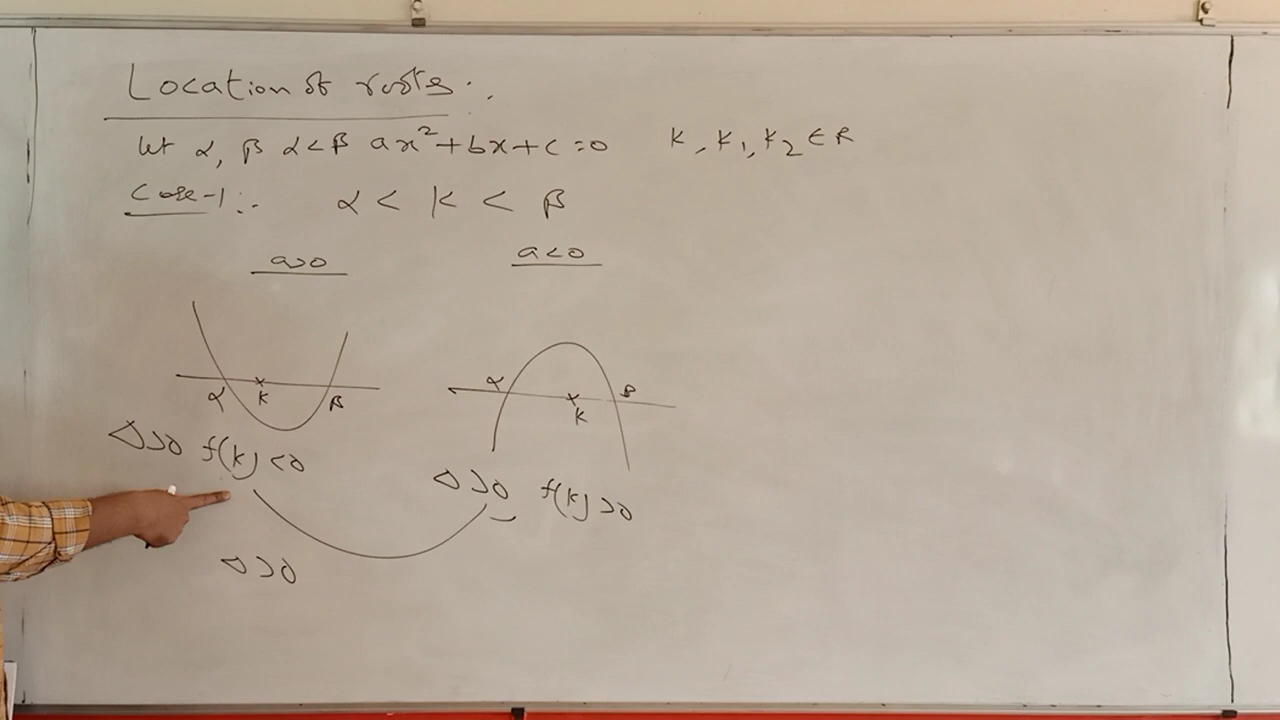 Location of roots.
let α, β α<β ax²+bx+c=0 K, K₁, K₂ ∈ R
Case-1:- α < K < β
a>0 a<0
α K β
α K β
Δ>0 f(K)<0 Δ>0 f(K)>0
Δ>0